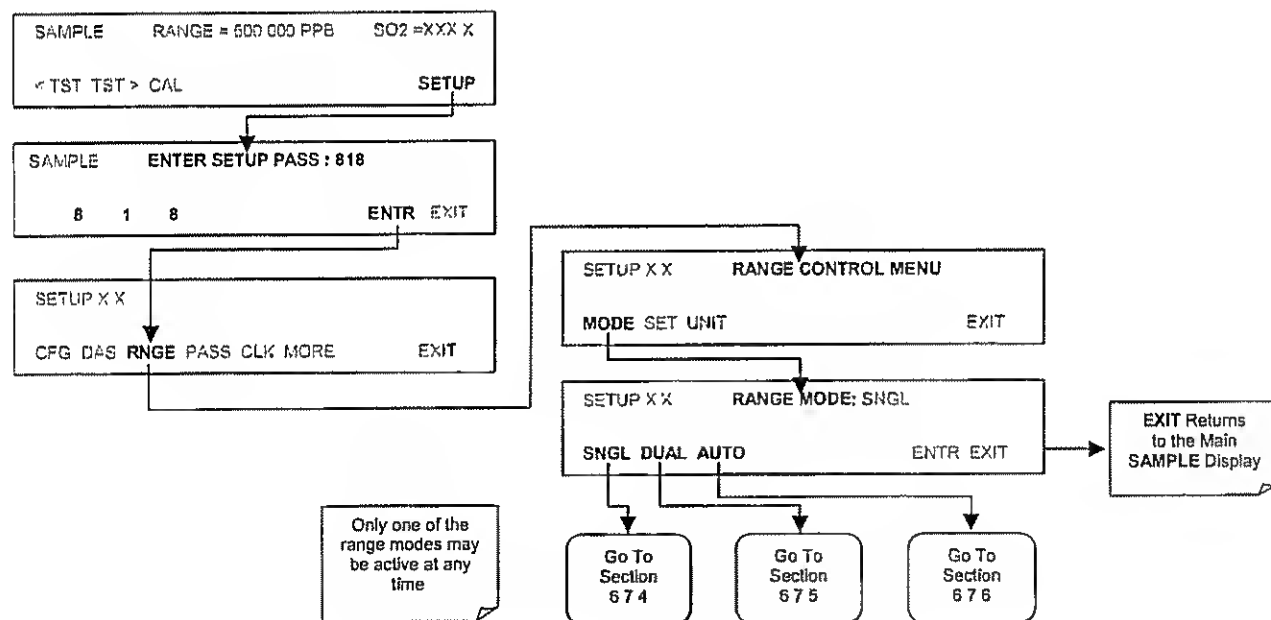 SAMPLE RANGE = 500 000 PPB SO2 =XXX X
< TST TST > CAL SETUP
SAMPLE ENTER SETUP PASS : 818
8 1 8 ENTR EXIT
SETUP X X
CFG DAS RNGE PASS CLK MORE EXIT
SETUP X X RANGE CONTROL MENU
MODE SET UNIT EXIT
SETUP X X RANGE MODE: SNGL
SNGL DUAL AUTO ENTR EXIT
EXIT Returns
to the Main
SAMPLE Display
Only one of the
range modes may
be active at any
time
Go To
Section
6 7 4
Go To
Section
6 7 5
Go To
Section
6 7 6